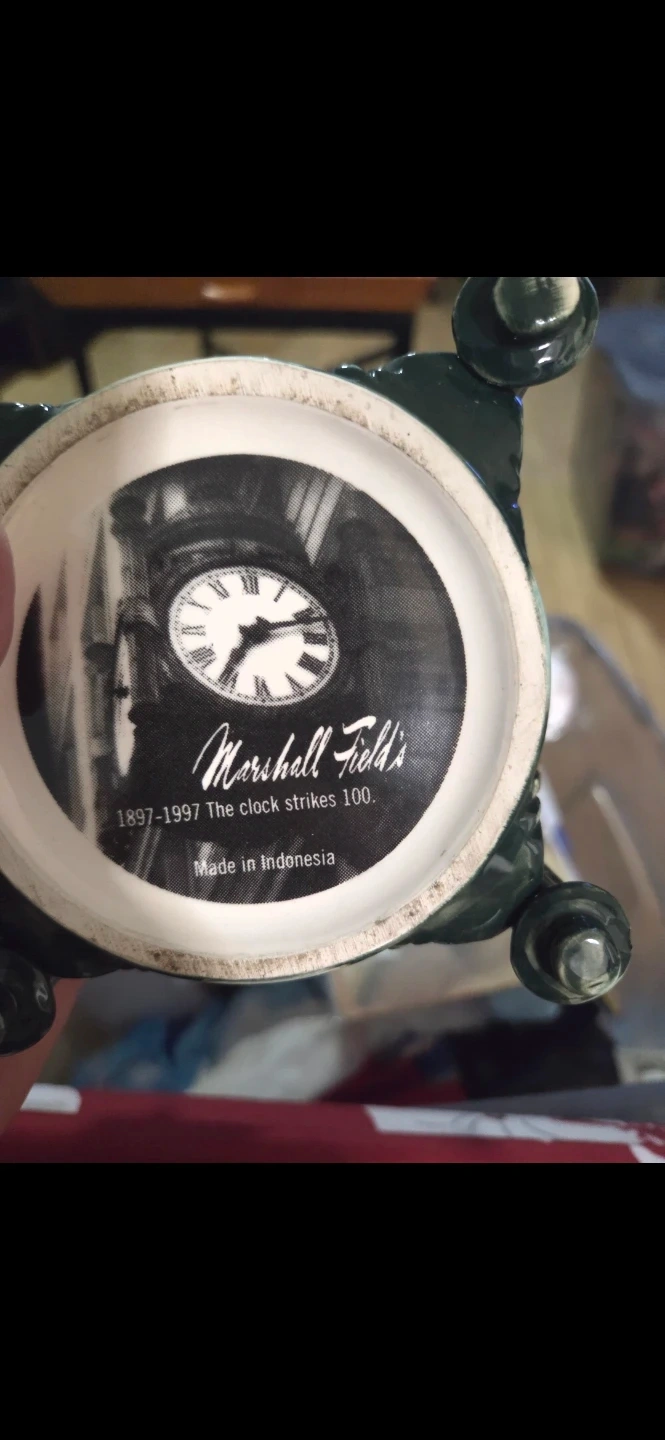 Marshall Field's
1897-1997 The clock strikes 100.
Made in Indonesia